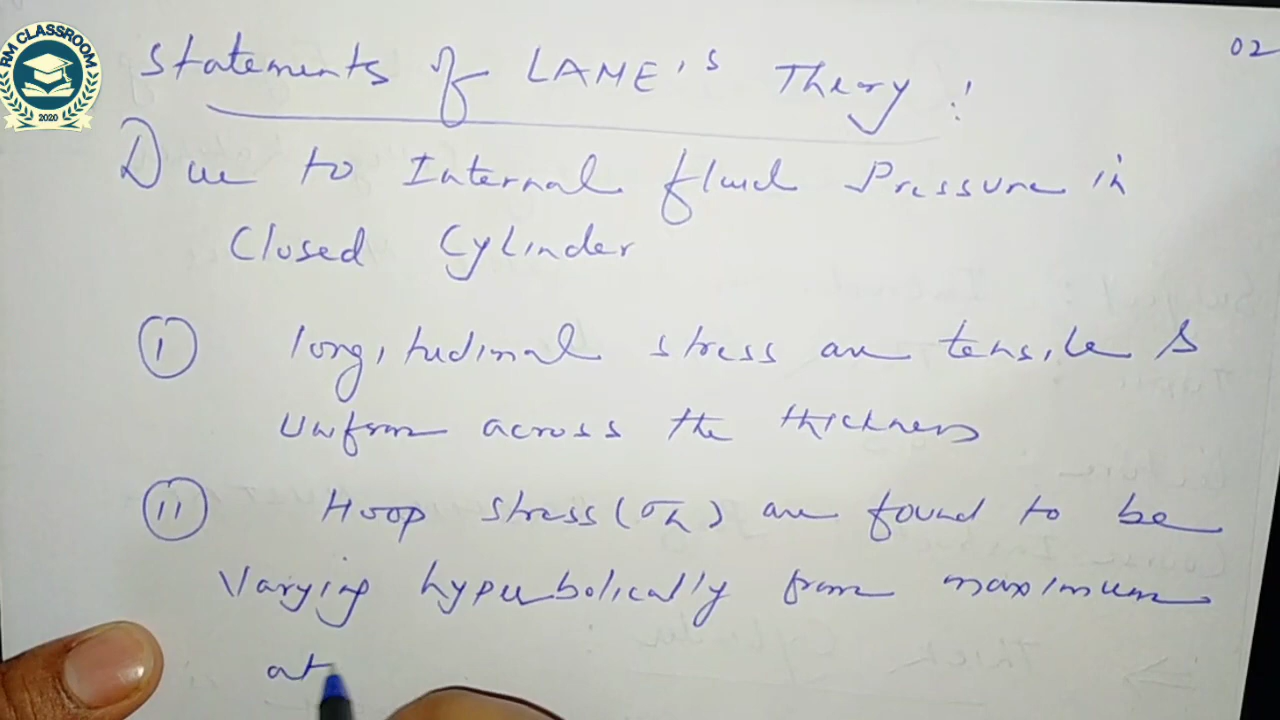 RM CLASSROOM
2020
02
Statements of LAME's Theory :
Due to Internal fluid Pressure in
Closed Cylinder
(i) longitudinal stress are tensile &
Uniform across the thickness
(ii) Hoop stress (σh) are found to be
Varying hyperbolically from maximum
at